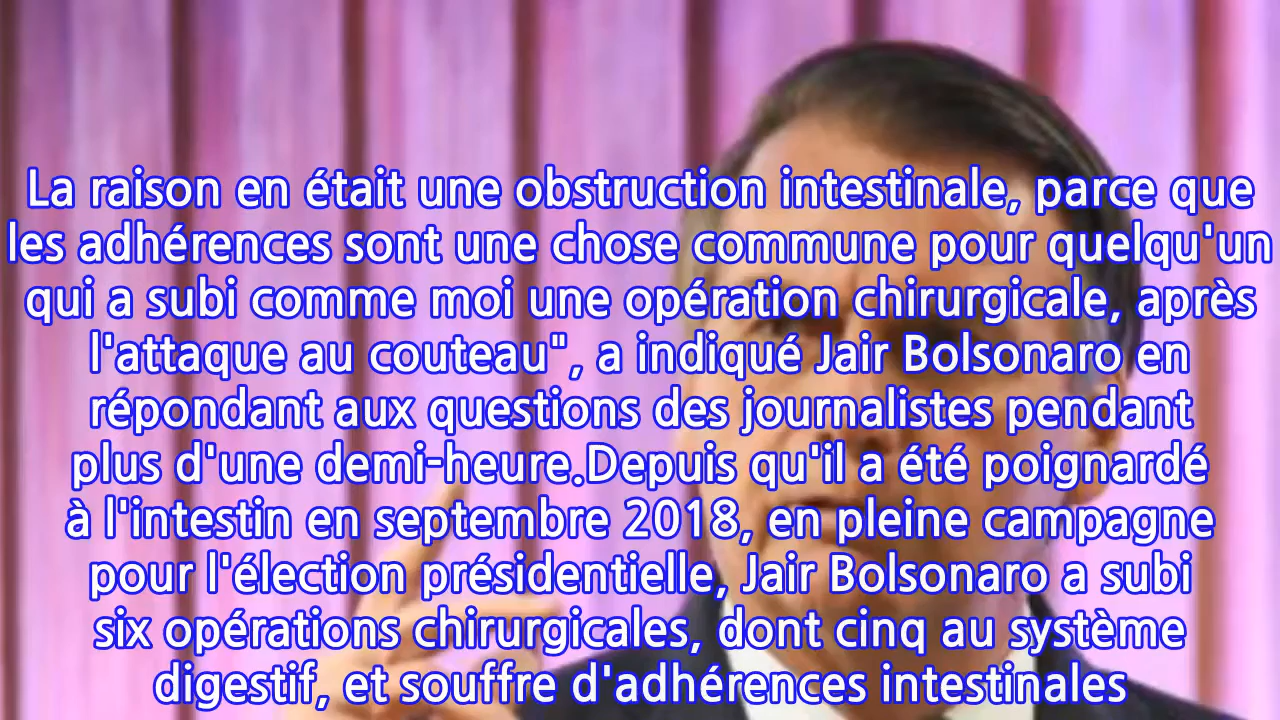 La raison en était une obstruction intestinale, parce que
les adhérences sont une chose commune pour quelqu'un
qui a subi comme moi une opération chirurgicale, après
l'attaque au couteau", a indiqué Jair Bolsonaro en
répondant aux questions des journalistes pendant
plus d'une demi-heure.Depuis qu'il a été poignardé
à l'intestin en septembre 2018, en pleine campagne
pour l'élection présidentielle, Jair Bolsonaro a subi
six opérations chirurgicales, dont cinq au système
digestif, et souffre d'adhérences intestinales